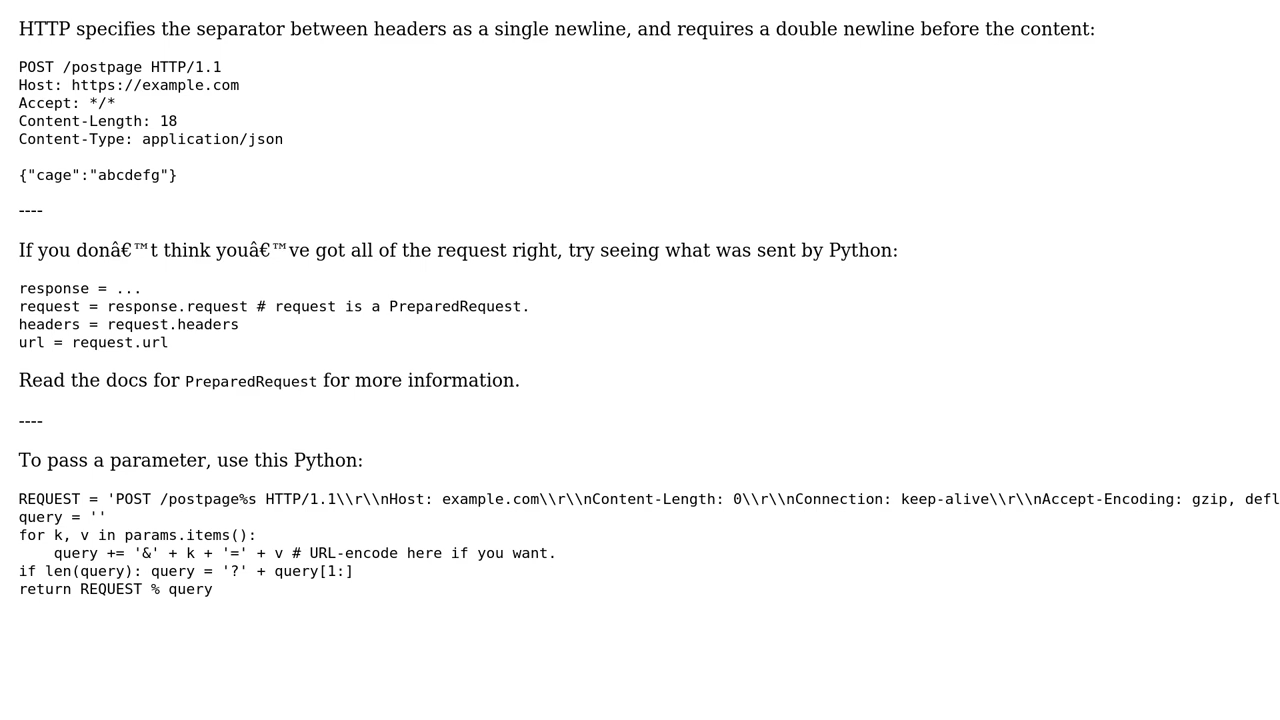 HTTP specifies the separator between headers as a single newline, and requires a double newline before the content:
POST /postpage HTTP/1.1
Host: https://example.com
Accept: */*
Content-Length: 18
Content-Type: application/json
{"cage":"abcdefg"}
----
If you donâ€™t think youâ€™ve got all of the request right, try seeing what was sent by Python:
response = ...
request = response.request # request is a PreparedRequest.
headers = request.headers
url = request.url
Read the docs for PreparedRequest for more information.
----
To pass a parameter, use this Python:
REQUEST = 'POST /postpage%s HTTP/1.1\\r\\nHost: example.com\\r\\nContent-Length: 0\\r\\nConnection: keep-alive\\r\\nAccept-Encoding: gzip, defl
query = ''
for k, v in params.items():
    query += '&' + k + '=' + v # URL-encode here if you want.
if len(query): query = '?' + query[1:]
return REQUEST % query